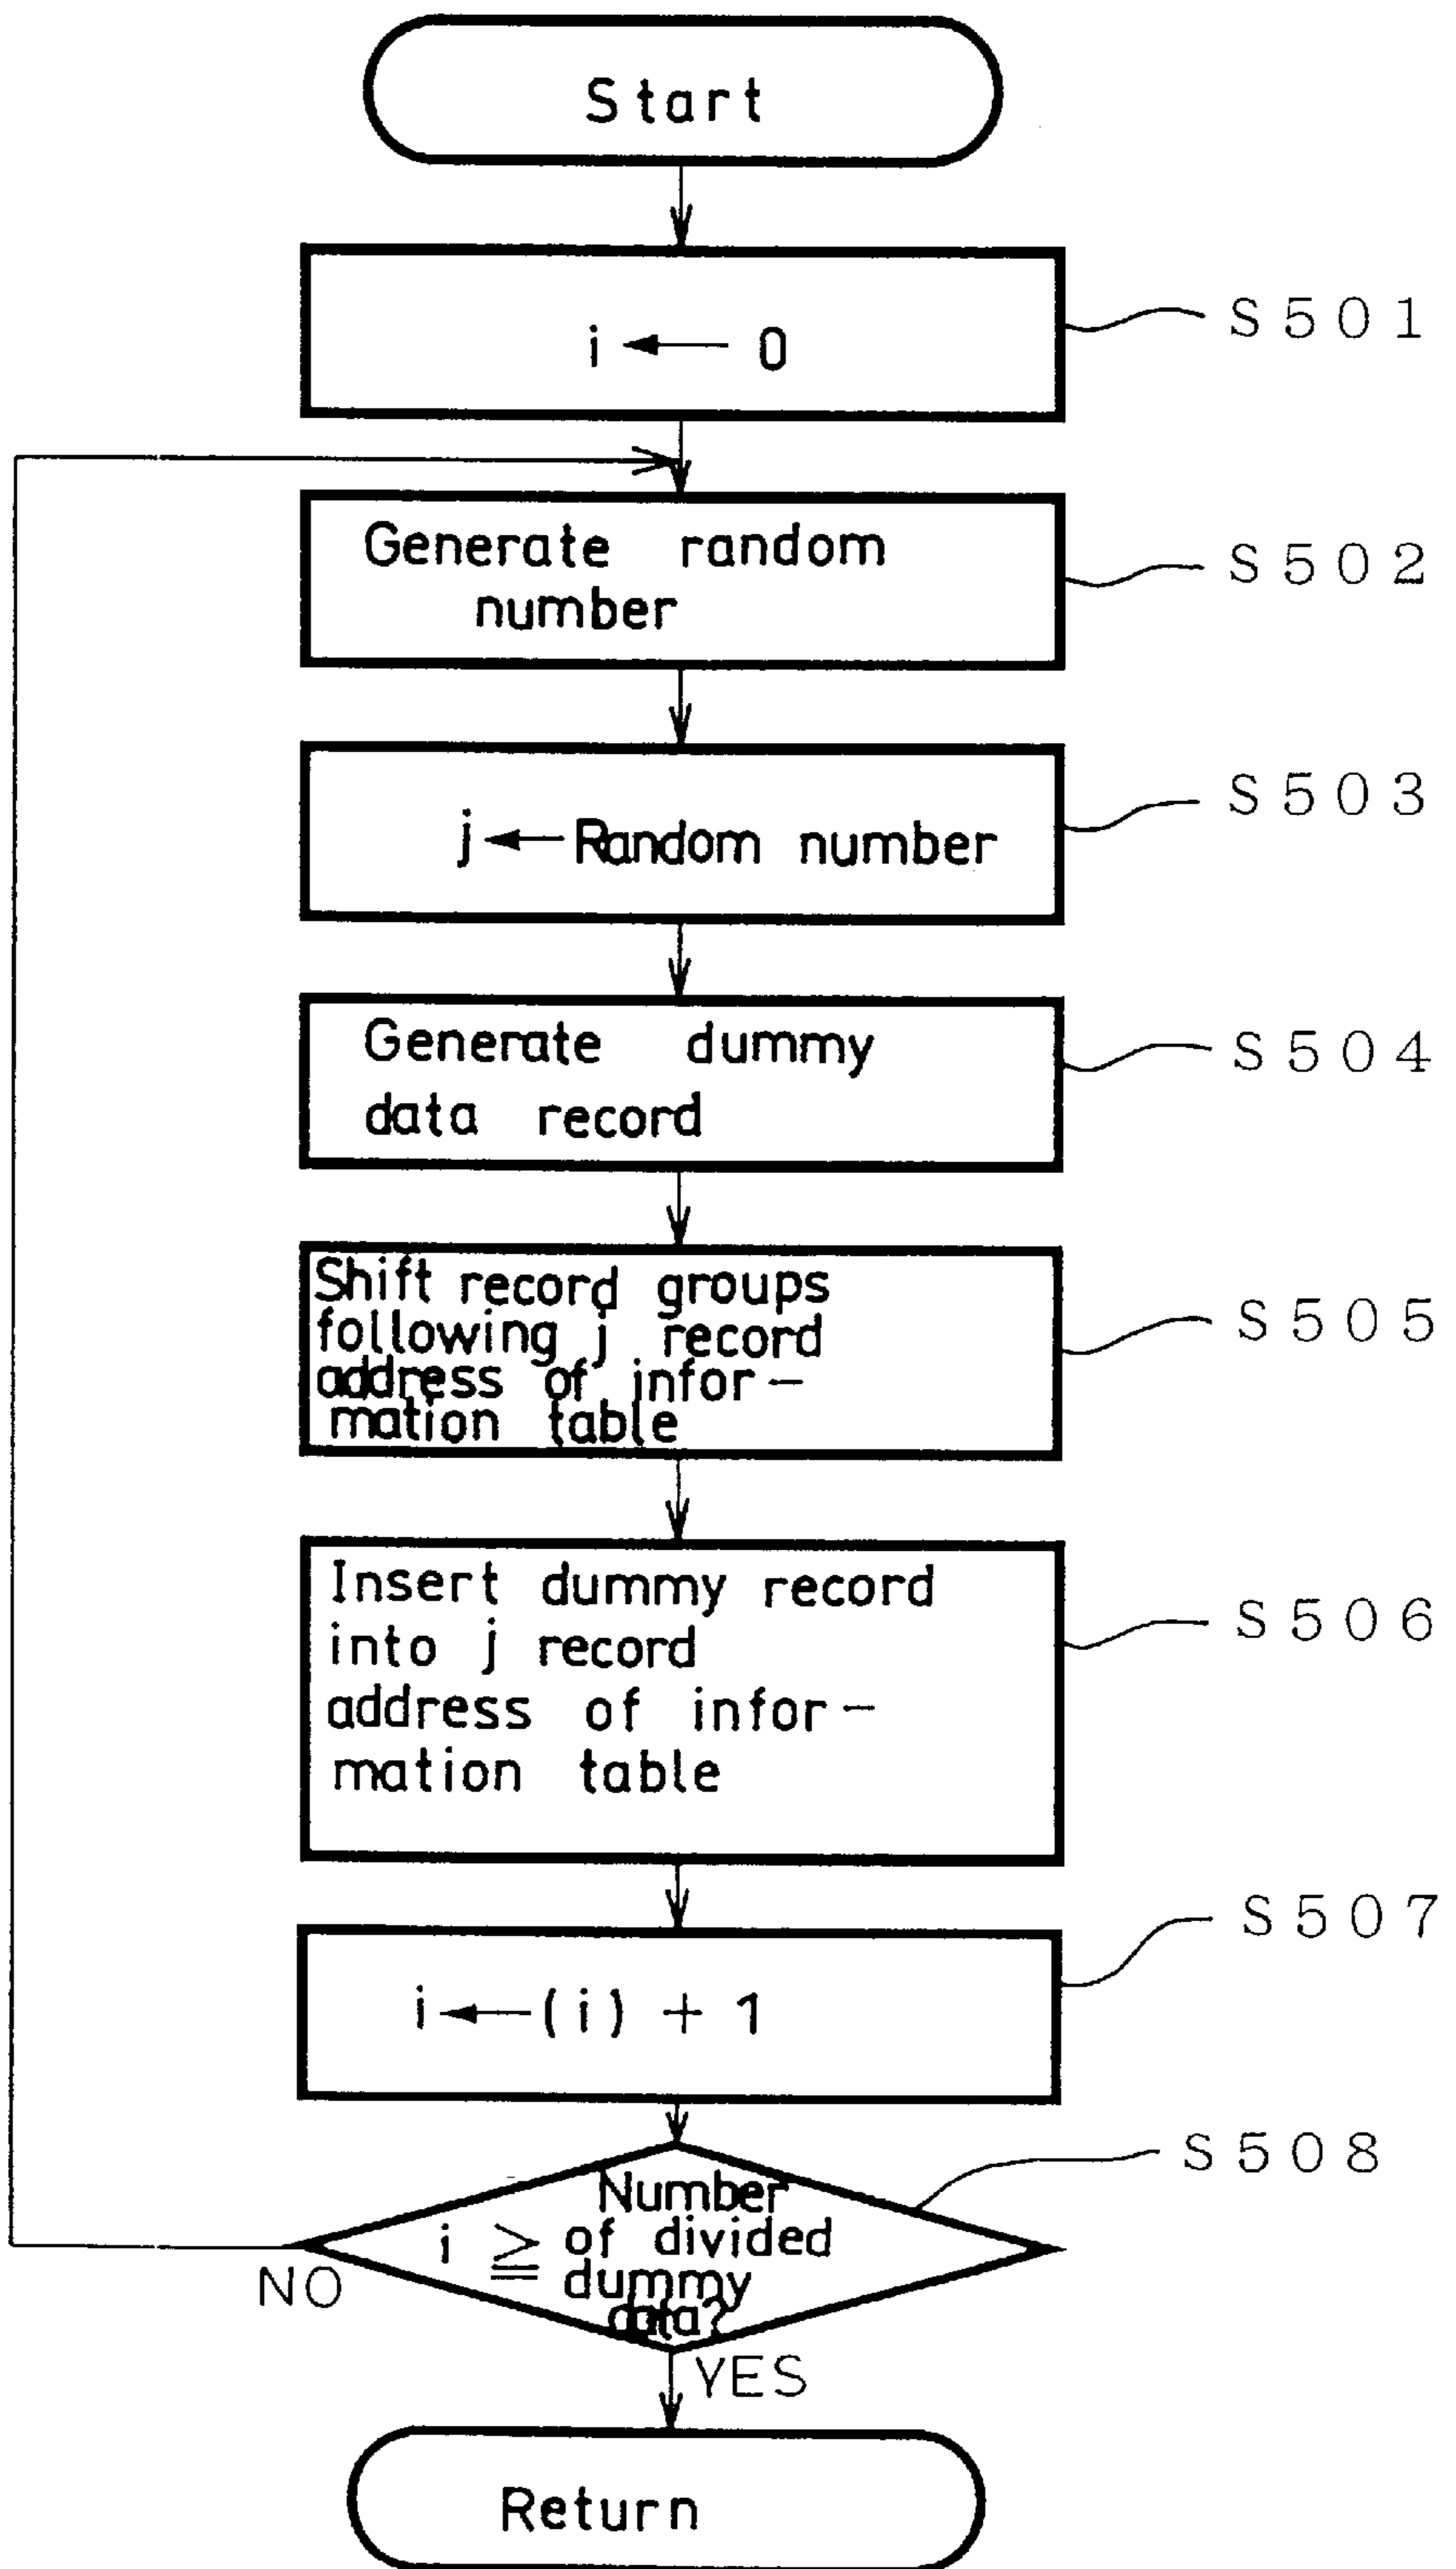 Start
i ← 0
S501
Generate random
number
S502
j ← Random number
S503
Generate dummy
data record
S504
Shift record groups
following j record
address of infor-
mation table
S505
Insert dummy record
into j record
address of infor-
mation table
S506
i ← (i) + 1
S507
Number
i ≧ of divided
dummy
data?
S508
NO
YES
Return